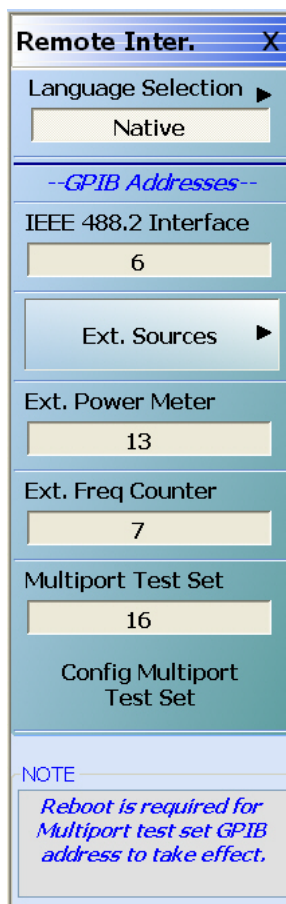 Remote Inter. X
Language Selection
Native
--GPIB Addresses--
IEEE 488.2 Interface
6
Ext. Sources
Ext. Power Meter
13
Ext. Freq Counter
7
Multiport Test Set
16
Config Multiport
Test Set
NOTE
Reboot is required for
Multiport test set GPIB
address to take effect.